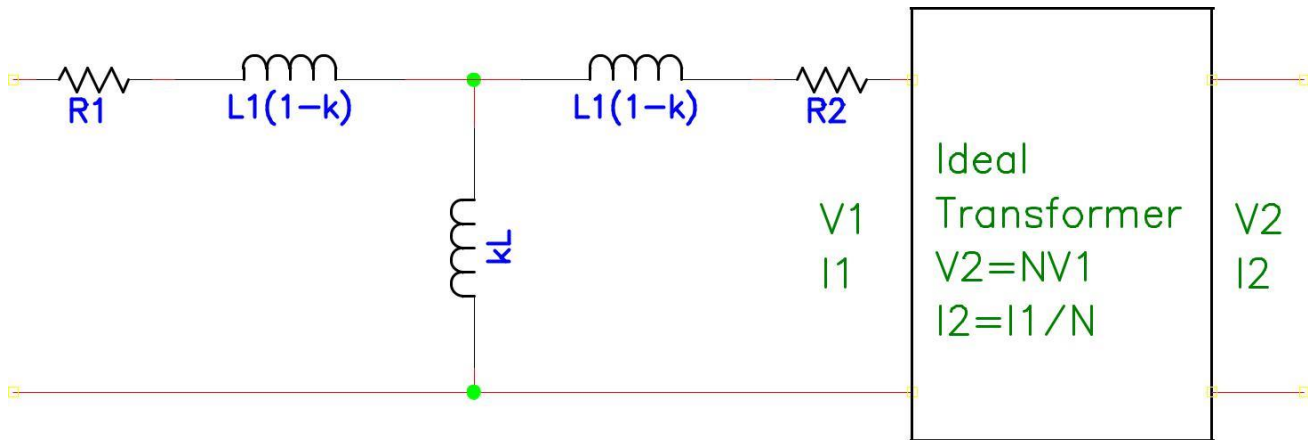 R1
L1(1-k)
L1(1-k)
R2
kL
V1
I1
Ideal
Transformer
V2=NV1
I2=I1/N
V2
I2